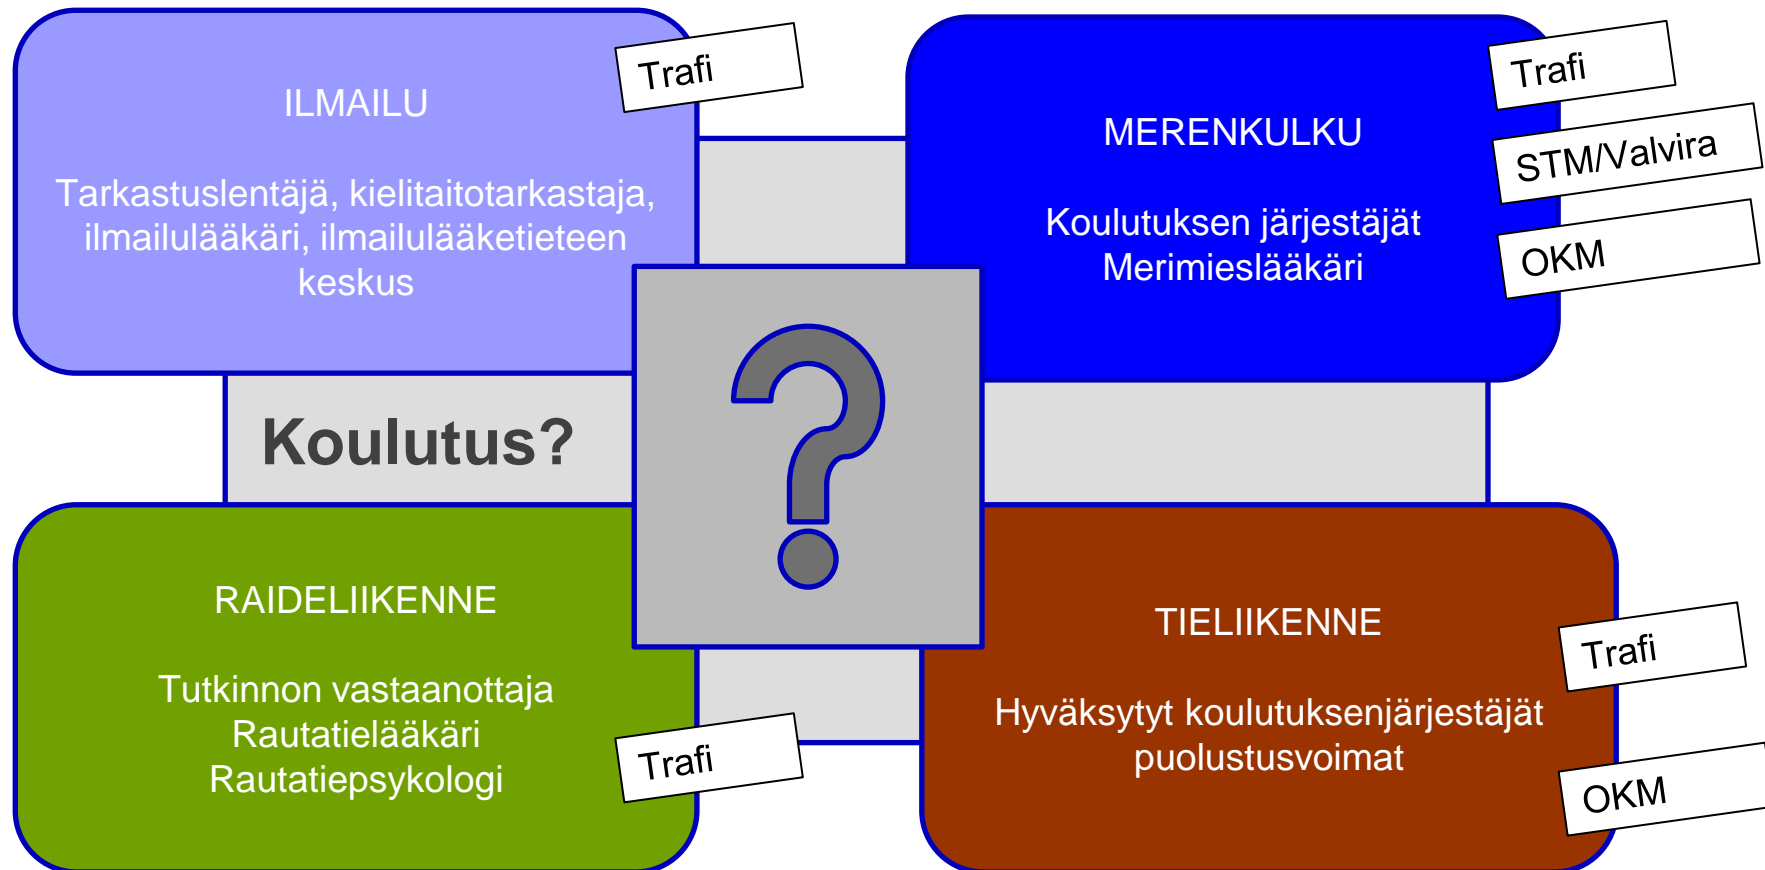 ILMAILU
Trafi
Tarkastuslentäjä, kielitaitotarkastaja,
ilmailulääkäri, ilmailulääketieteen
keskus
MERENKULKU
Trafi
STM/Valvira
OKM
Koulutuksen järjestäjät
Merimieslääkäri
Koulutus?
?
RAIDELIIKENNE
Tutkinnon vastaanottaja
Rautatielääkäri
Rautatiepsykologi
Trafi
TIELIIKENNE
Trafi
Hyväksytyt koulutuksenjärjestäjät
puolustusvoimat
OKM